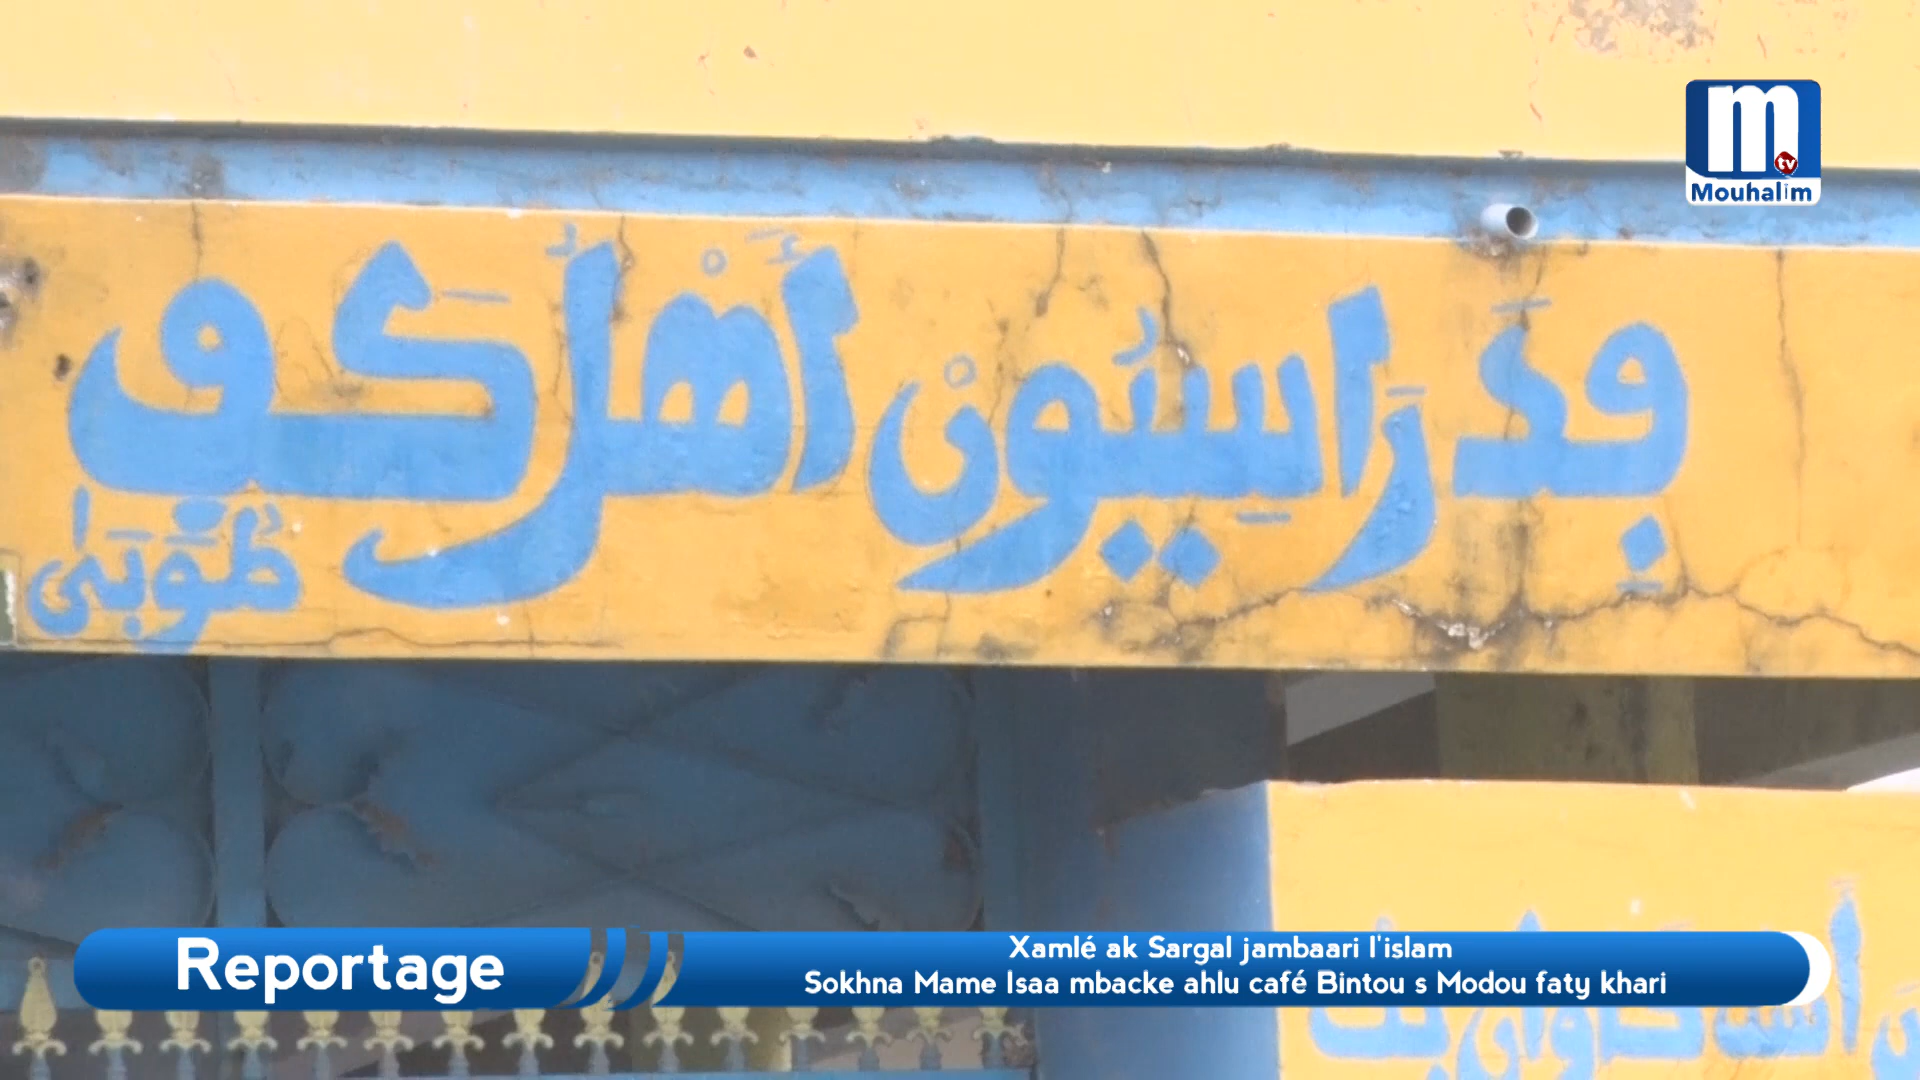 m tv
Mouhalim
فِدَرَاسِيُونْ أَهْلُ كَف
طُوبَى
Reportage
Xamlé ak Sargal jambaari l'islam
Sokhna Mame Isaa mbacke ahlu café Bintou s Modou faty khari